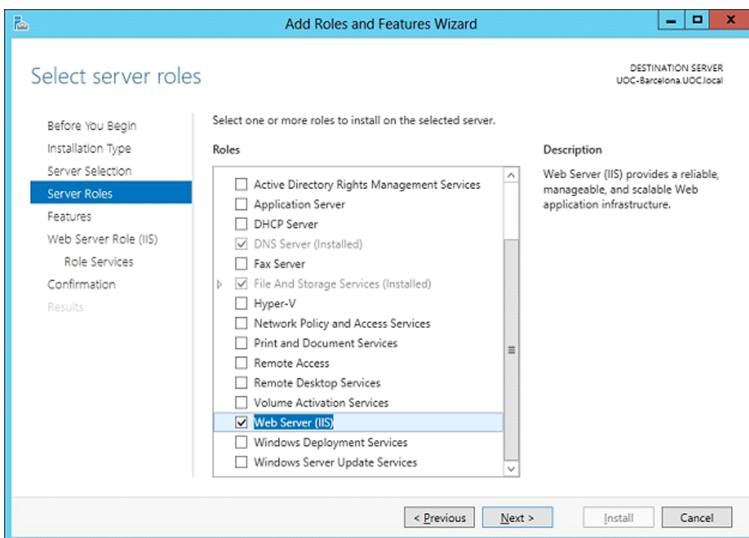 Add Roles and Features Wizard
Select server roles
DESTINATION SERVER
UOC-Barcelona.UOC.local
Before You Begin
Installation Type
Server Selection
Server Roles
Features
Web Server Role (IIS)
Role Services
Confirmation
Results
Select one or more roles to install on the selected server.
Roles
Active Directory Rights Management Services
Application Server
DHCP Server
DNS Server (Installed)
Fax Server
File And Storage Services (Installed)
Hyper-V
Network Policy and Access Services
Print and Document Services
Remote Access
Remote Desktop Services
Volume Activation Services
Web Server (IIS)
Windows Deployment Services
Windows Server Update Services
Description
Web Server (IIS) provides a reliable,
manageable, and scalable Web
application infrastructure.
< Previous
Next >
Install
Cancel